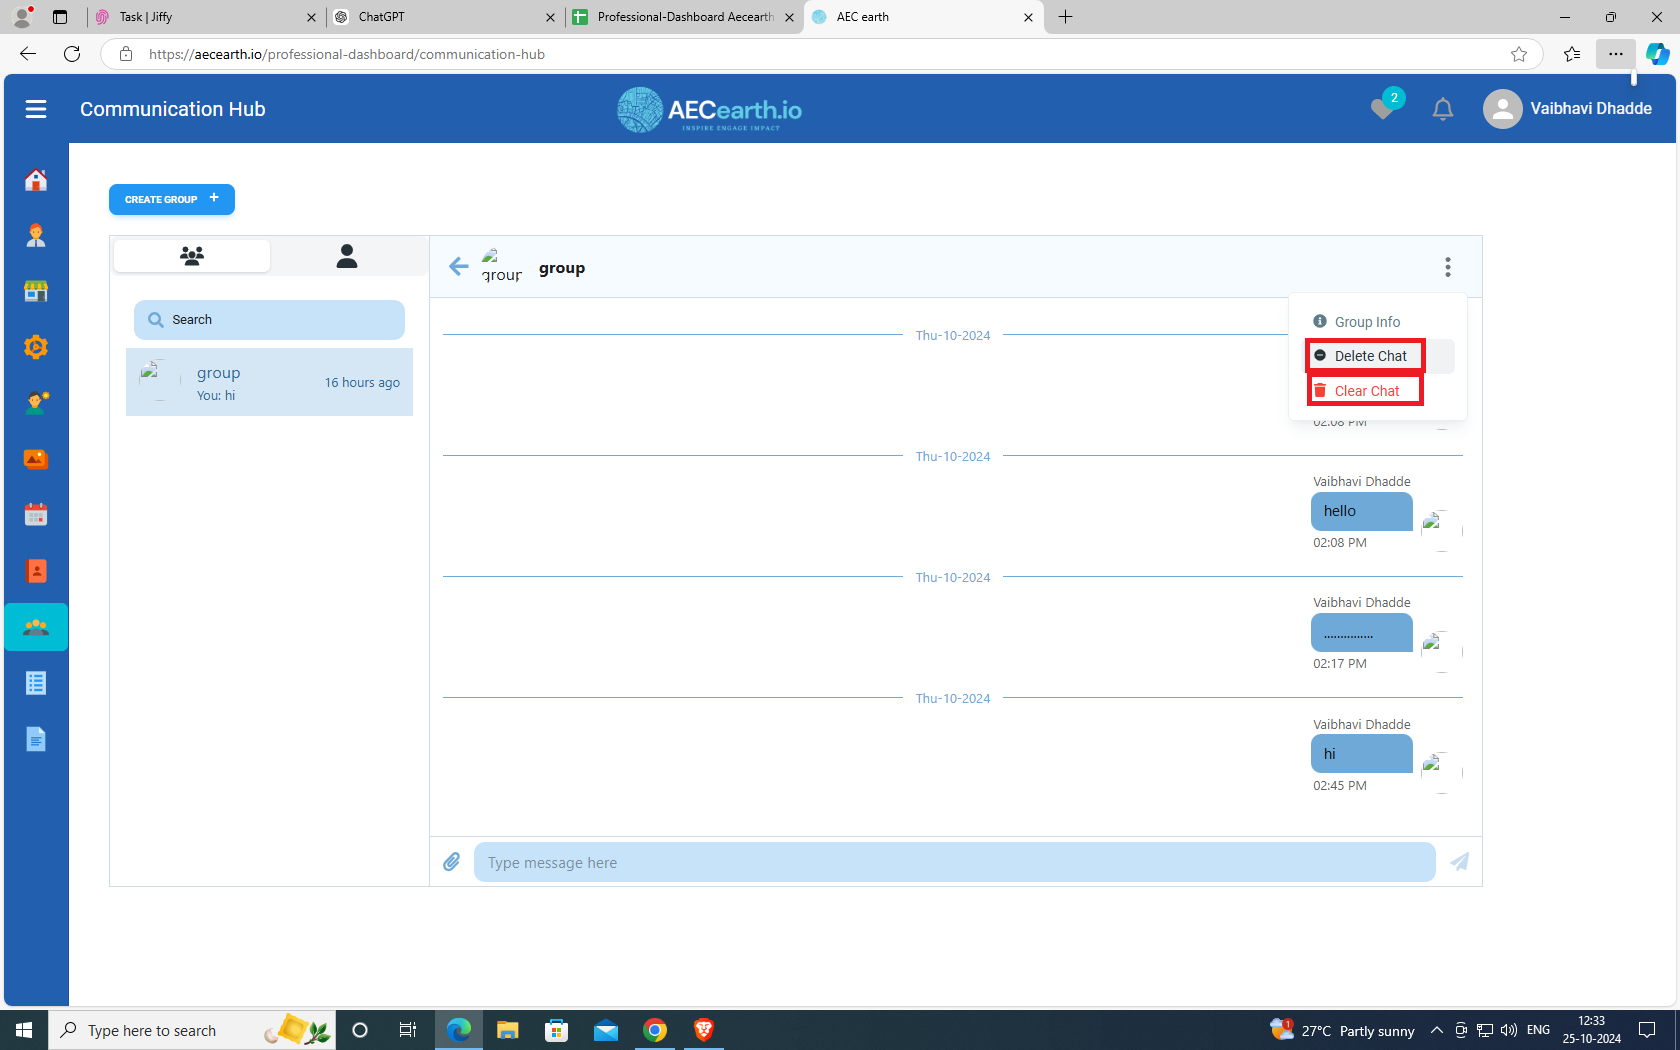 Task | Jiffy
ChatGPT
Professional-Dashboard Aecearth
AEC earth
https://aecearth.io/professional-dashboard/communication-hub
Communication Hub
AECearth.io
INSPIRE ENGAGE IMPACT
2
Vaibhavi Dhadde
CREATE GROUP +
group
group
Search
group
You: hi
16 hours ago
Thu-10-2024
Group Info
Delete Chat
Clear Chat
02:08 PM
Thu-10-2024
Vaibhavi Dhadde
hello
02:08 PM
Thu-10-2024
Vaibhavi Dhadde
...............
02:17 PM
Thu-10-2024
Vaibhavi Dhadde
hi
02:45 PM
Type message here
Type here to search
1
27°C Partly sunny
ENG
12:33
25-10-2024